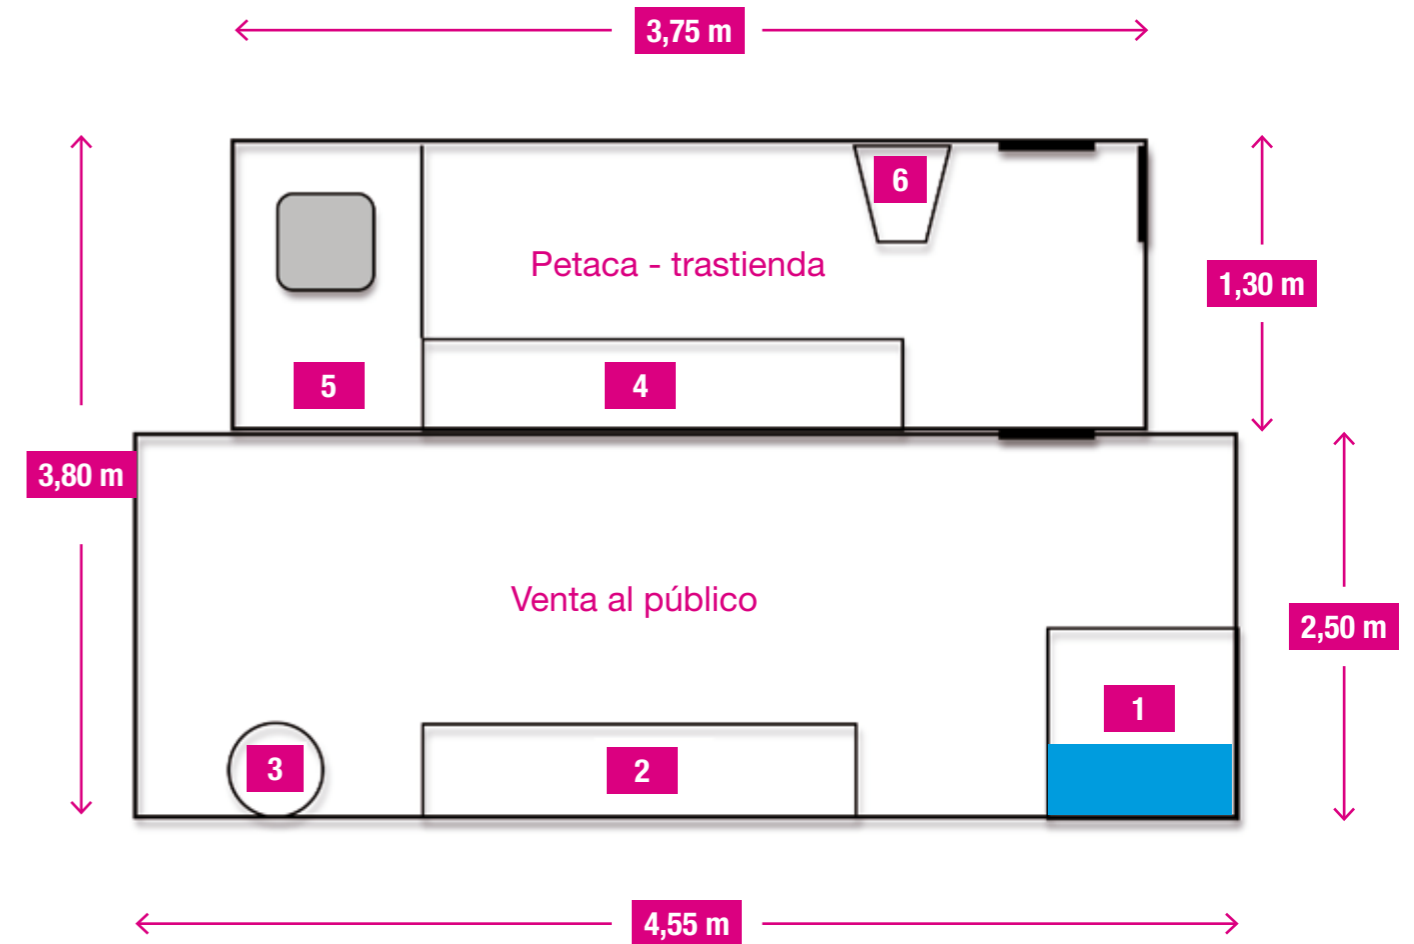 3,75 m
6
Petaca - trastienda
1,30 m
5
4
3,80 m
Venta al público
2,50 m
1
3
2
4,55 m